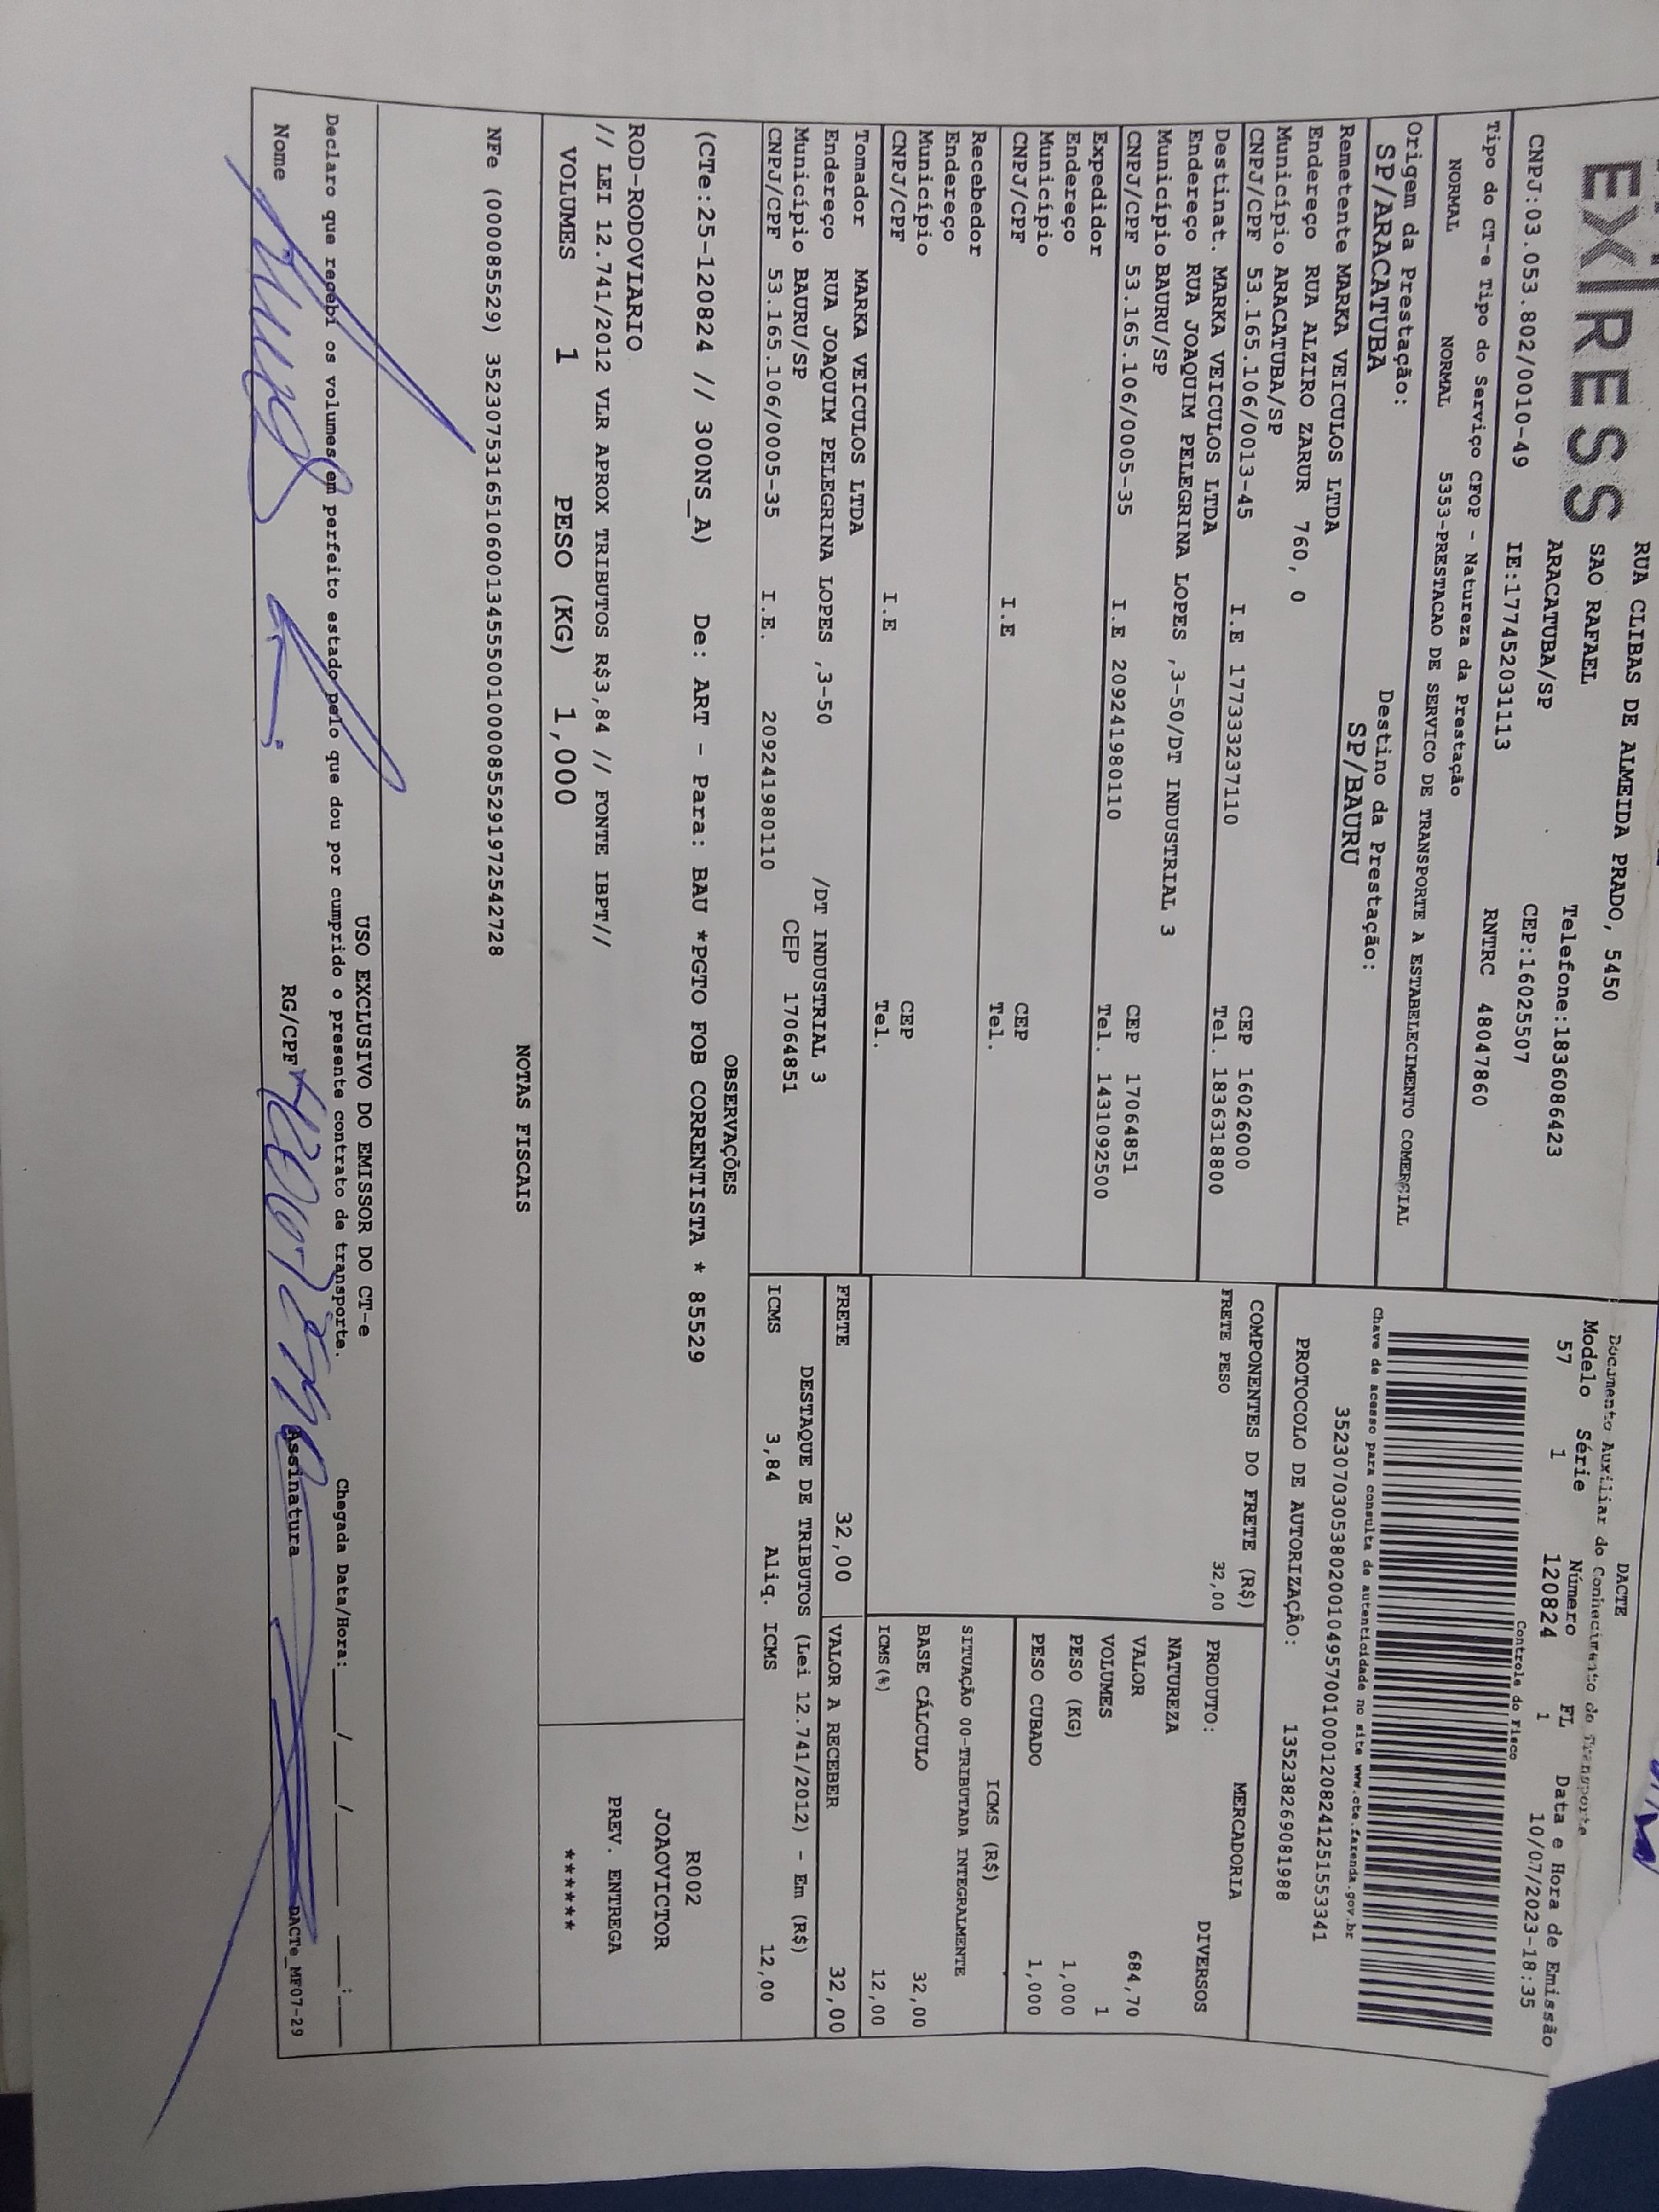 EXPRESS
RUA CLIBAS DE ALMEIDA PRADO, 5450
SAO RAFAEL
Telefone:1836086423
ARACATUBA/SP
CEP:16025507
CNPJ:03.053.802/0010-49 IE:177452031113 RNTRC 48047860
Tipo do CT-e Tipo do Serviço CFOP - Natureza da Prestação
NORMAL NORMAL 5353-PRESTACAO DE SERVICO DE TRANSPORTE A ESTABELECIMENTO COMERCIAL
Origem da Prestação: Destino da Prestação:
SP/ARACATUBA SP/BAURU
DACTE
Documento Auxiliar do Conhecimento do Transporte
Modelo Série Número FL Data e Hora de Emissão
57 1 120824 1 10/07/2023-18:35
Controle do Fisco
Chave de acesso para consulta de autenticidade no site www.cte.fazenda.gov.br
35230703053802001049570010001208241251553341
PROTOCOLO DE AUTORIZAÇÃO: 135238269081988
Remetente MARKA VEICULOS LTDA
Endereço RUA ALZIRO ZARUR 760, 0
Município ARACATUBA/SP CEP 16026000
CNPJ/CPF 53.165.106/0013-45 I.E 177333237110 Tel. 1836318800
Destinat. MARKA VEICULOS LTDA
Endereço RUA JOAQUIM PELEGRINA LOPES ,3-50/DT INDUSTRIAL 3
Município BAURU/SP CEP 17064851
CNPJ/CPF 53.165.106/0005-35 I.E 209241980110 Tel. 1431092500
Expedidor
Endereço
Município CEP
CNPJ/CPF I.E Tel.
Recebedor
Endereço
Município CEP
CNPJ/CPF I.E Tel.
Tomador MARKA VEICULOS LTDA
Endereço RUA JOAQUIM PELEGRINA LOPES ,3-50 /DT INDUSTRIAL 3
Município BAURU/SP CEP 17064851
CNPJ/CPF 53.165.106/0005-35 I.E. 209241980110
COMPONENTES DO FRETE (R$)
FRETE PESO 32,00
MERCADORIA
PRODUTO: DIVERSOS
NATUREZA
VALOR 684,70
VOLUMES 1
PESO (KG) 1,000
PESO CUBADO 1,000
ICMS (R$)
SITUAÇÃO 00-TRIBUTADA INTEGRALMENTE
BASE CÁLCULO 32,00
ICMS(%) 12,00
FRETE 32,00 VALOR A RECEBER 32,00
DESTAQUE DE TRIBUTOS (Lei 12.741/2012) - Em (R$)
ICMS 3,84 Aliq. ICMS 12,00
OBSERVAÇÕES
(CTe:25-120824 // 300NS_A) De: ART - Para: BAU *PGTO FOB CORRENTISTA * 85529
ROD-RODOVIARIO
// LEI 12.741/2012 VLR APROX TRIBUTOS R$3,84 // FONTE IBPT//
R002
JOAOVICTOR
VOLUMES 1 PESO (KG) 1,000
PREV. ENTREGA
*******
NOTAS FISCAIS
NFe (000085529) 35230753165106001345550010000855291972542728
USO EXCLUSIVO DO EMISSOR DO CT-e
Declaro que recebi os volumes em perfeito estado pelo que dou por cumprido o presente contrato de transporte. Chegada Data/Hora:____/____/____ ___:___
Nome RG/CPF Assinatura DACTe_MF07-29